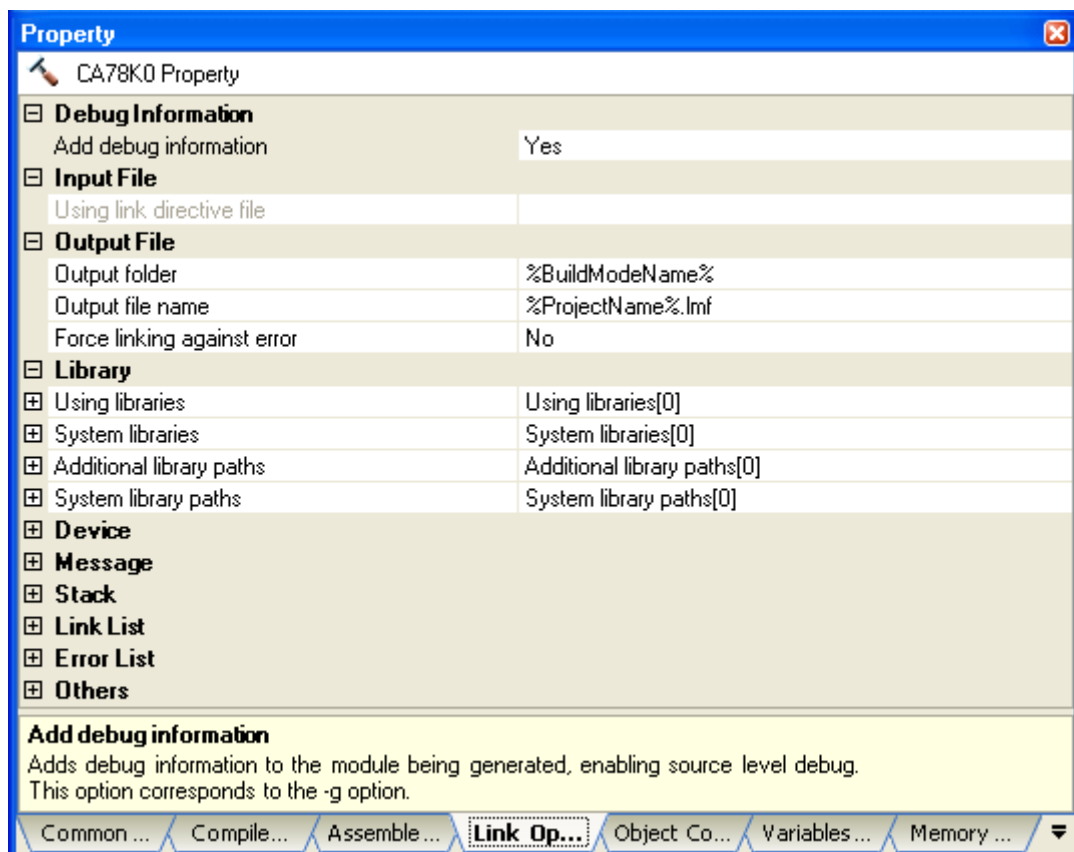 Property
CA78K0 Property
Debug Information
Add debug information Yes
Input File
Using link directive file
Output File
Output folder %BuildModeName%
Output file name %ProjectName%.lmf
Force linking against error No
Library
Using libraries Using libraries[0]
System libraries System libraries[0]
Additional library paths Additional library paths[0]
System library paths System library paths[0]
Device
Message
Stack
Link List
Error List
Others
Add debug information
Adds debug information to the module being generated, enabling source level debug.
This option corresponds to the -g option.
Common ... Compile... Assemble... Link Op... Object Co... Variables... Memory ...